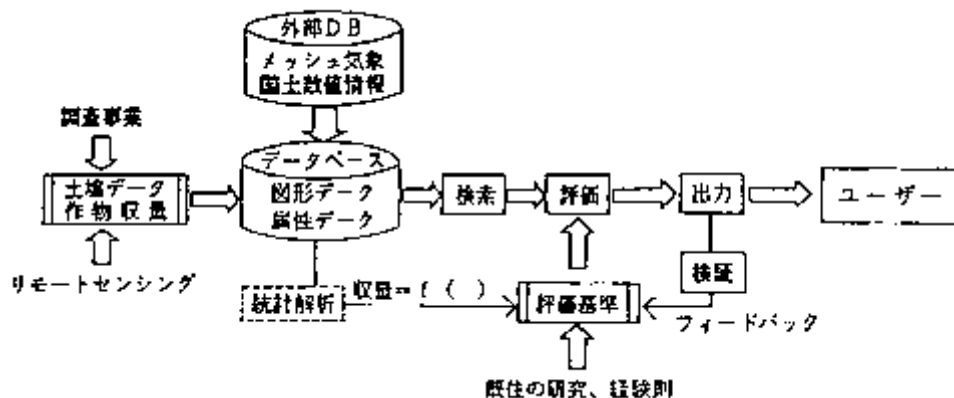 外部DB
メッシュ気象
国土数値情報
調査事業
データベース
土壌データ
作物収量
図形データ
属性データ
検索
評価
出力
ユーザー
リモートセンシング
検証
統計解析
収量=f( )
評価基準
フィードバック
既往の研究、経験則